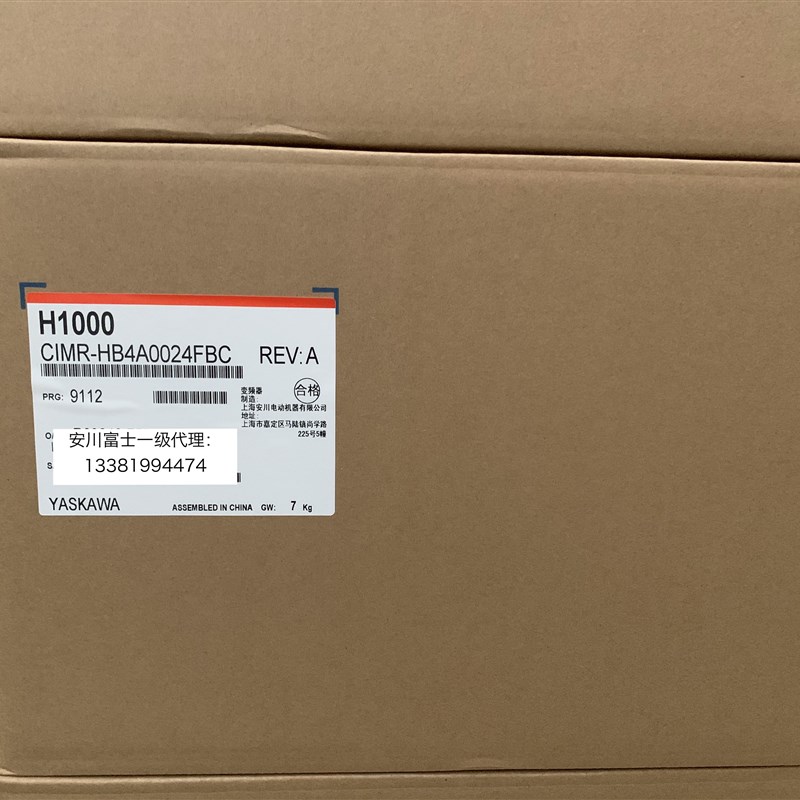 H1000
CIMR-HB4A0024FBC REV: A
PRG: 9112
合格
变频器
制造:
上海安川电动机器有限公司
地址:
上海市嘉定区马陆镇尚学路
225号5幢
安川富士一级代理：
13381994474
YASKAWA ASSEMBLED IN CHINA GW: 7 Kg